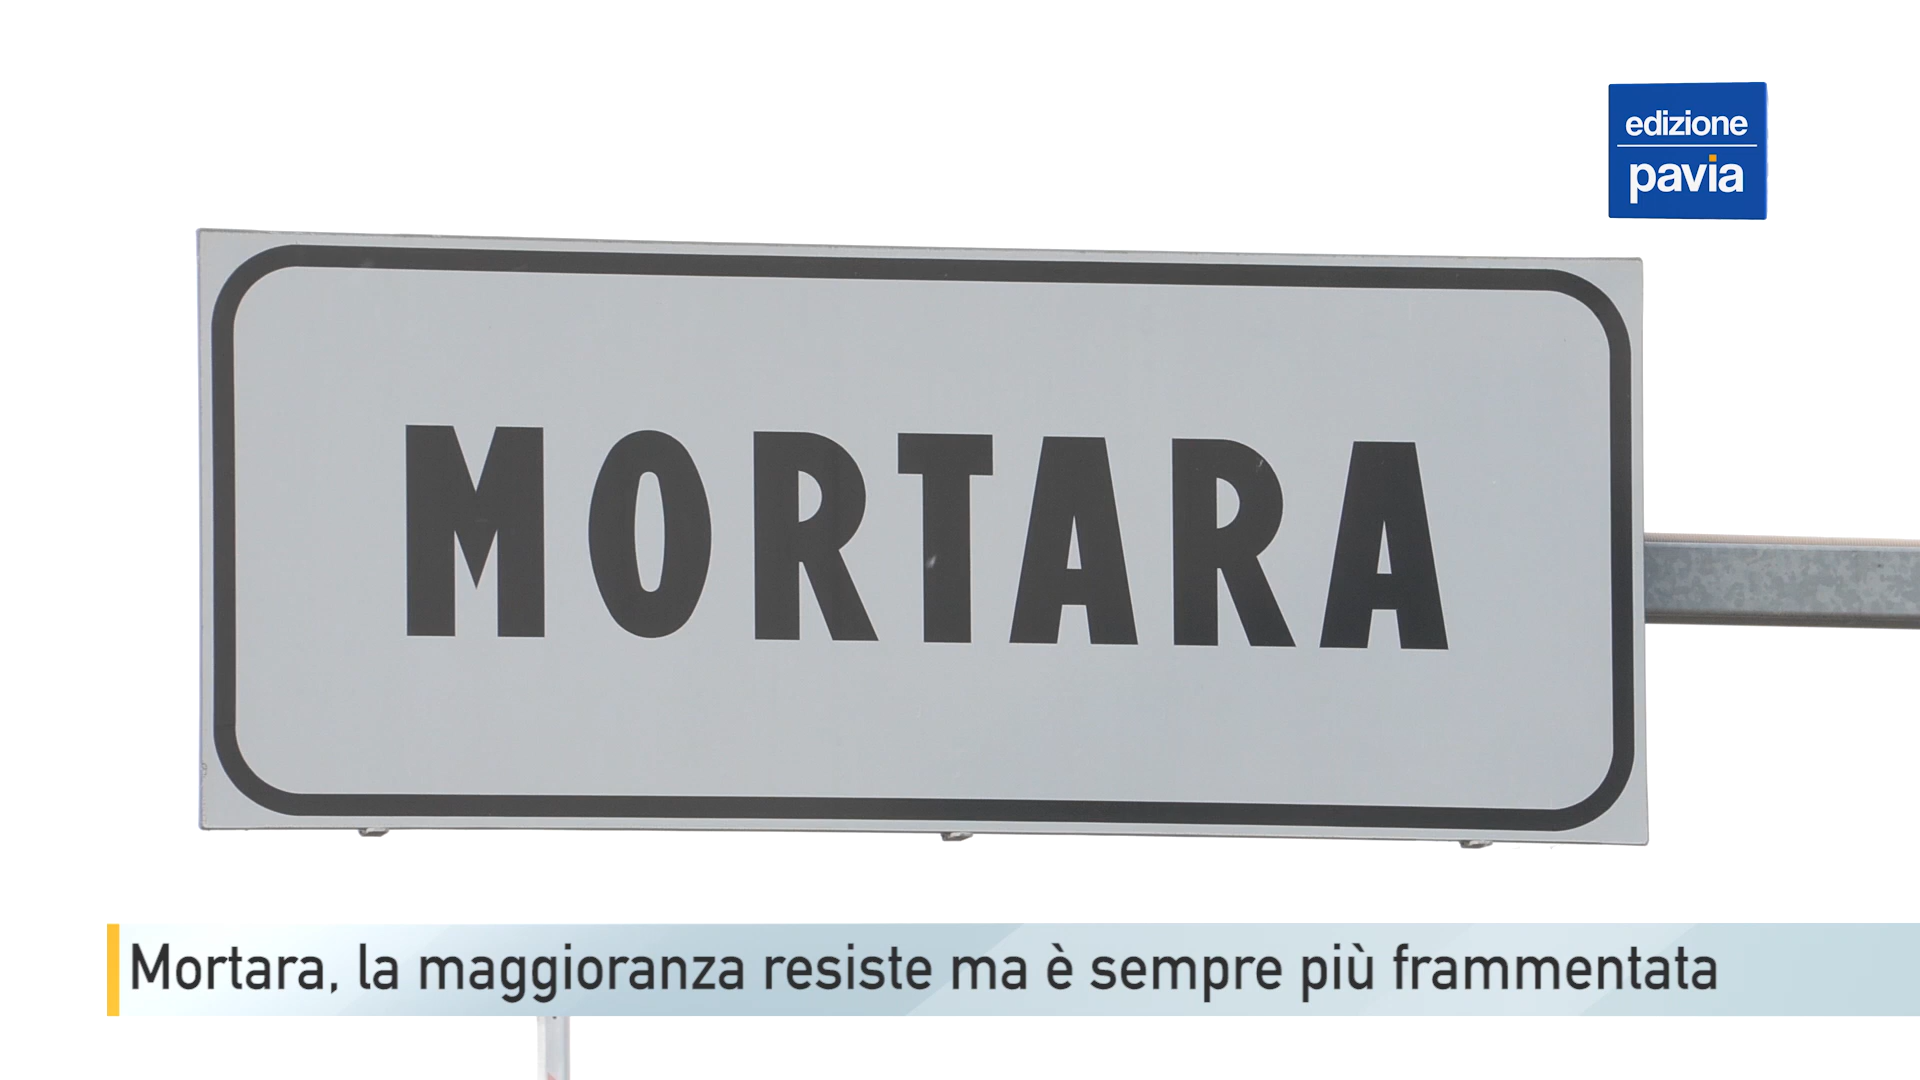 edizione
pavia
MORTARA
Mortara, la maggioranza resiste ma è sempre più frammentata